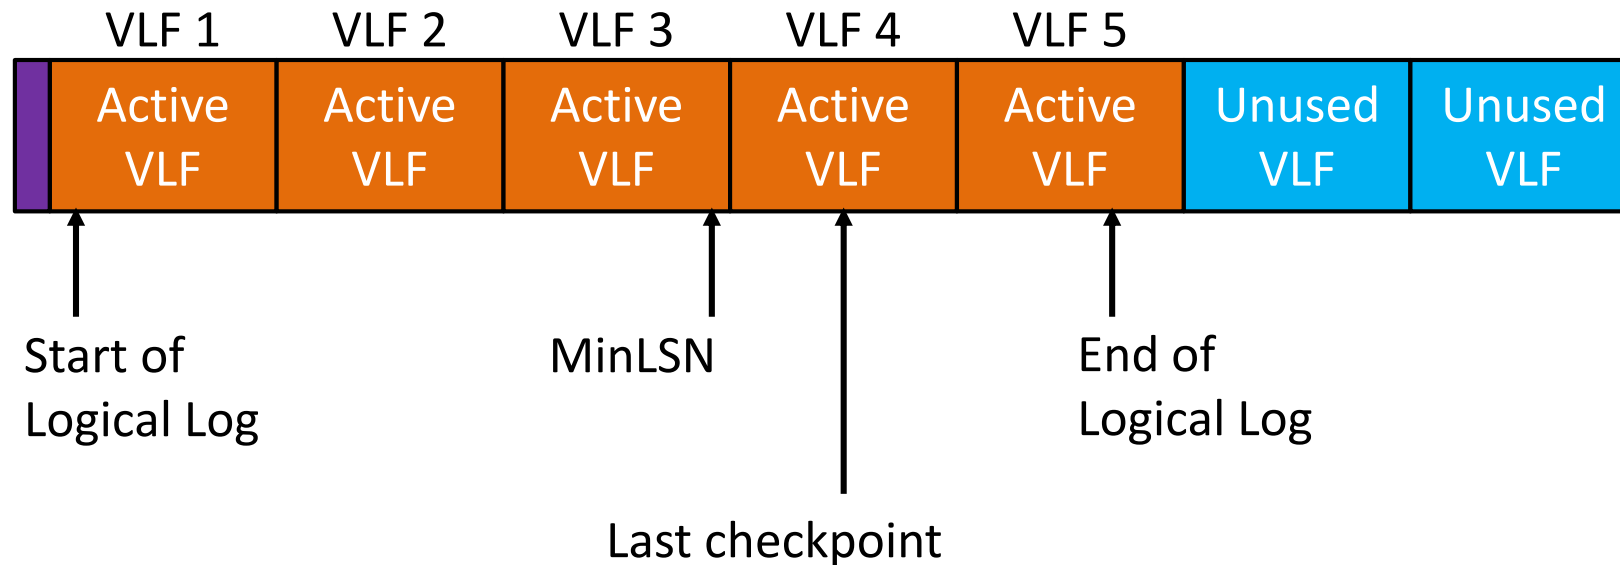 VLF 1 VLF 2 VLF 3 VLF 4 VLF 5
Active Active Active Active Active Unused Unused
VLF VLF VLF VLF VLF VLF VLF
Start of
Logical Log
MinLSN
End of
Logical Log
Last checkpoint